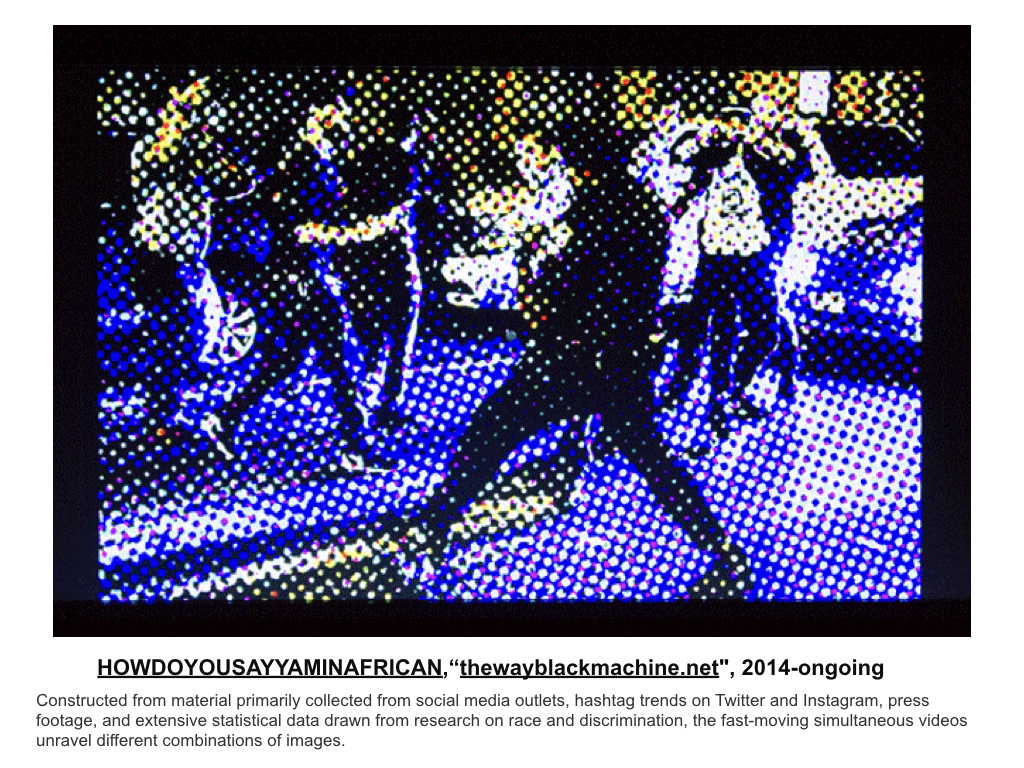 HOWDOYOUSAYYAMINAFRICAN,“thewayblackmachine.net", 2014-ongoing
Constructed from material primarily collected from social media outlets, hashtag trends on Twitter and Instagram, press
footage, and extensive statistical data drawn from research on race and discrimination, the fast-moving simultaneous videos
unravel different combinations of images.